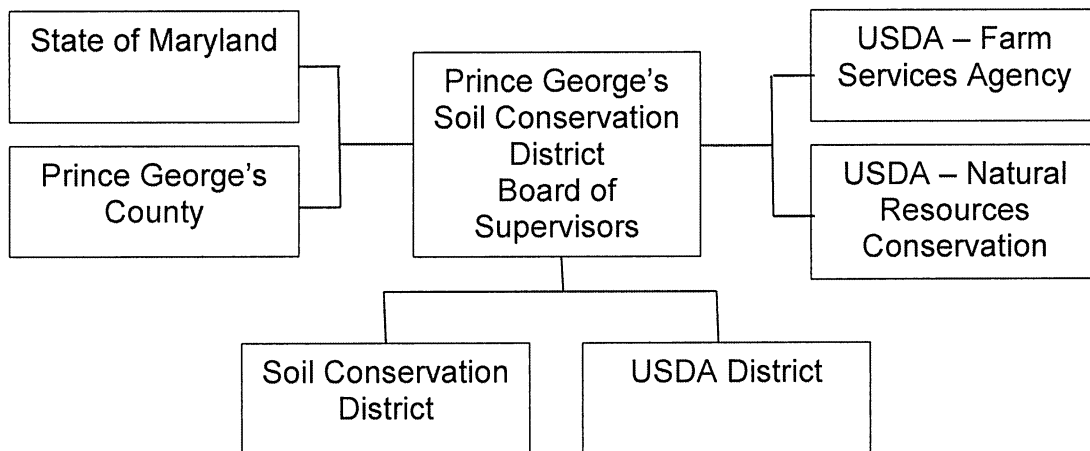 State of Maryland
Prince George's
County
Prince George's
Soil Conservation
District
Board of
Supervisors
USDA – Farm
Services Agency
USDA – Natural
Resources
Conservation
Soil Conservation
District
USDA District